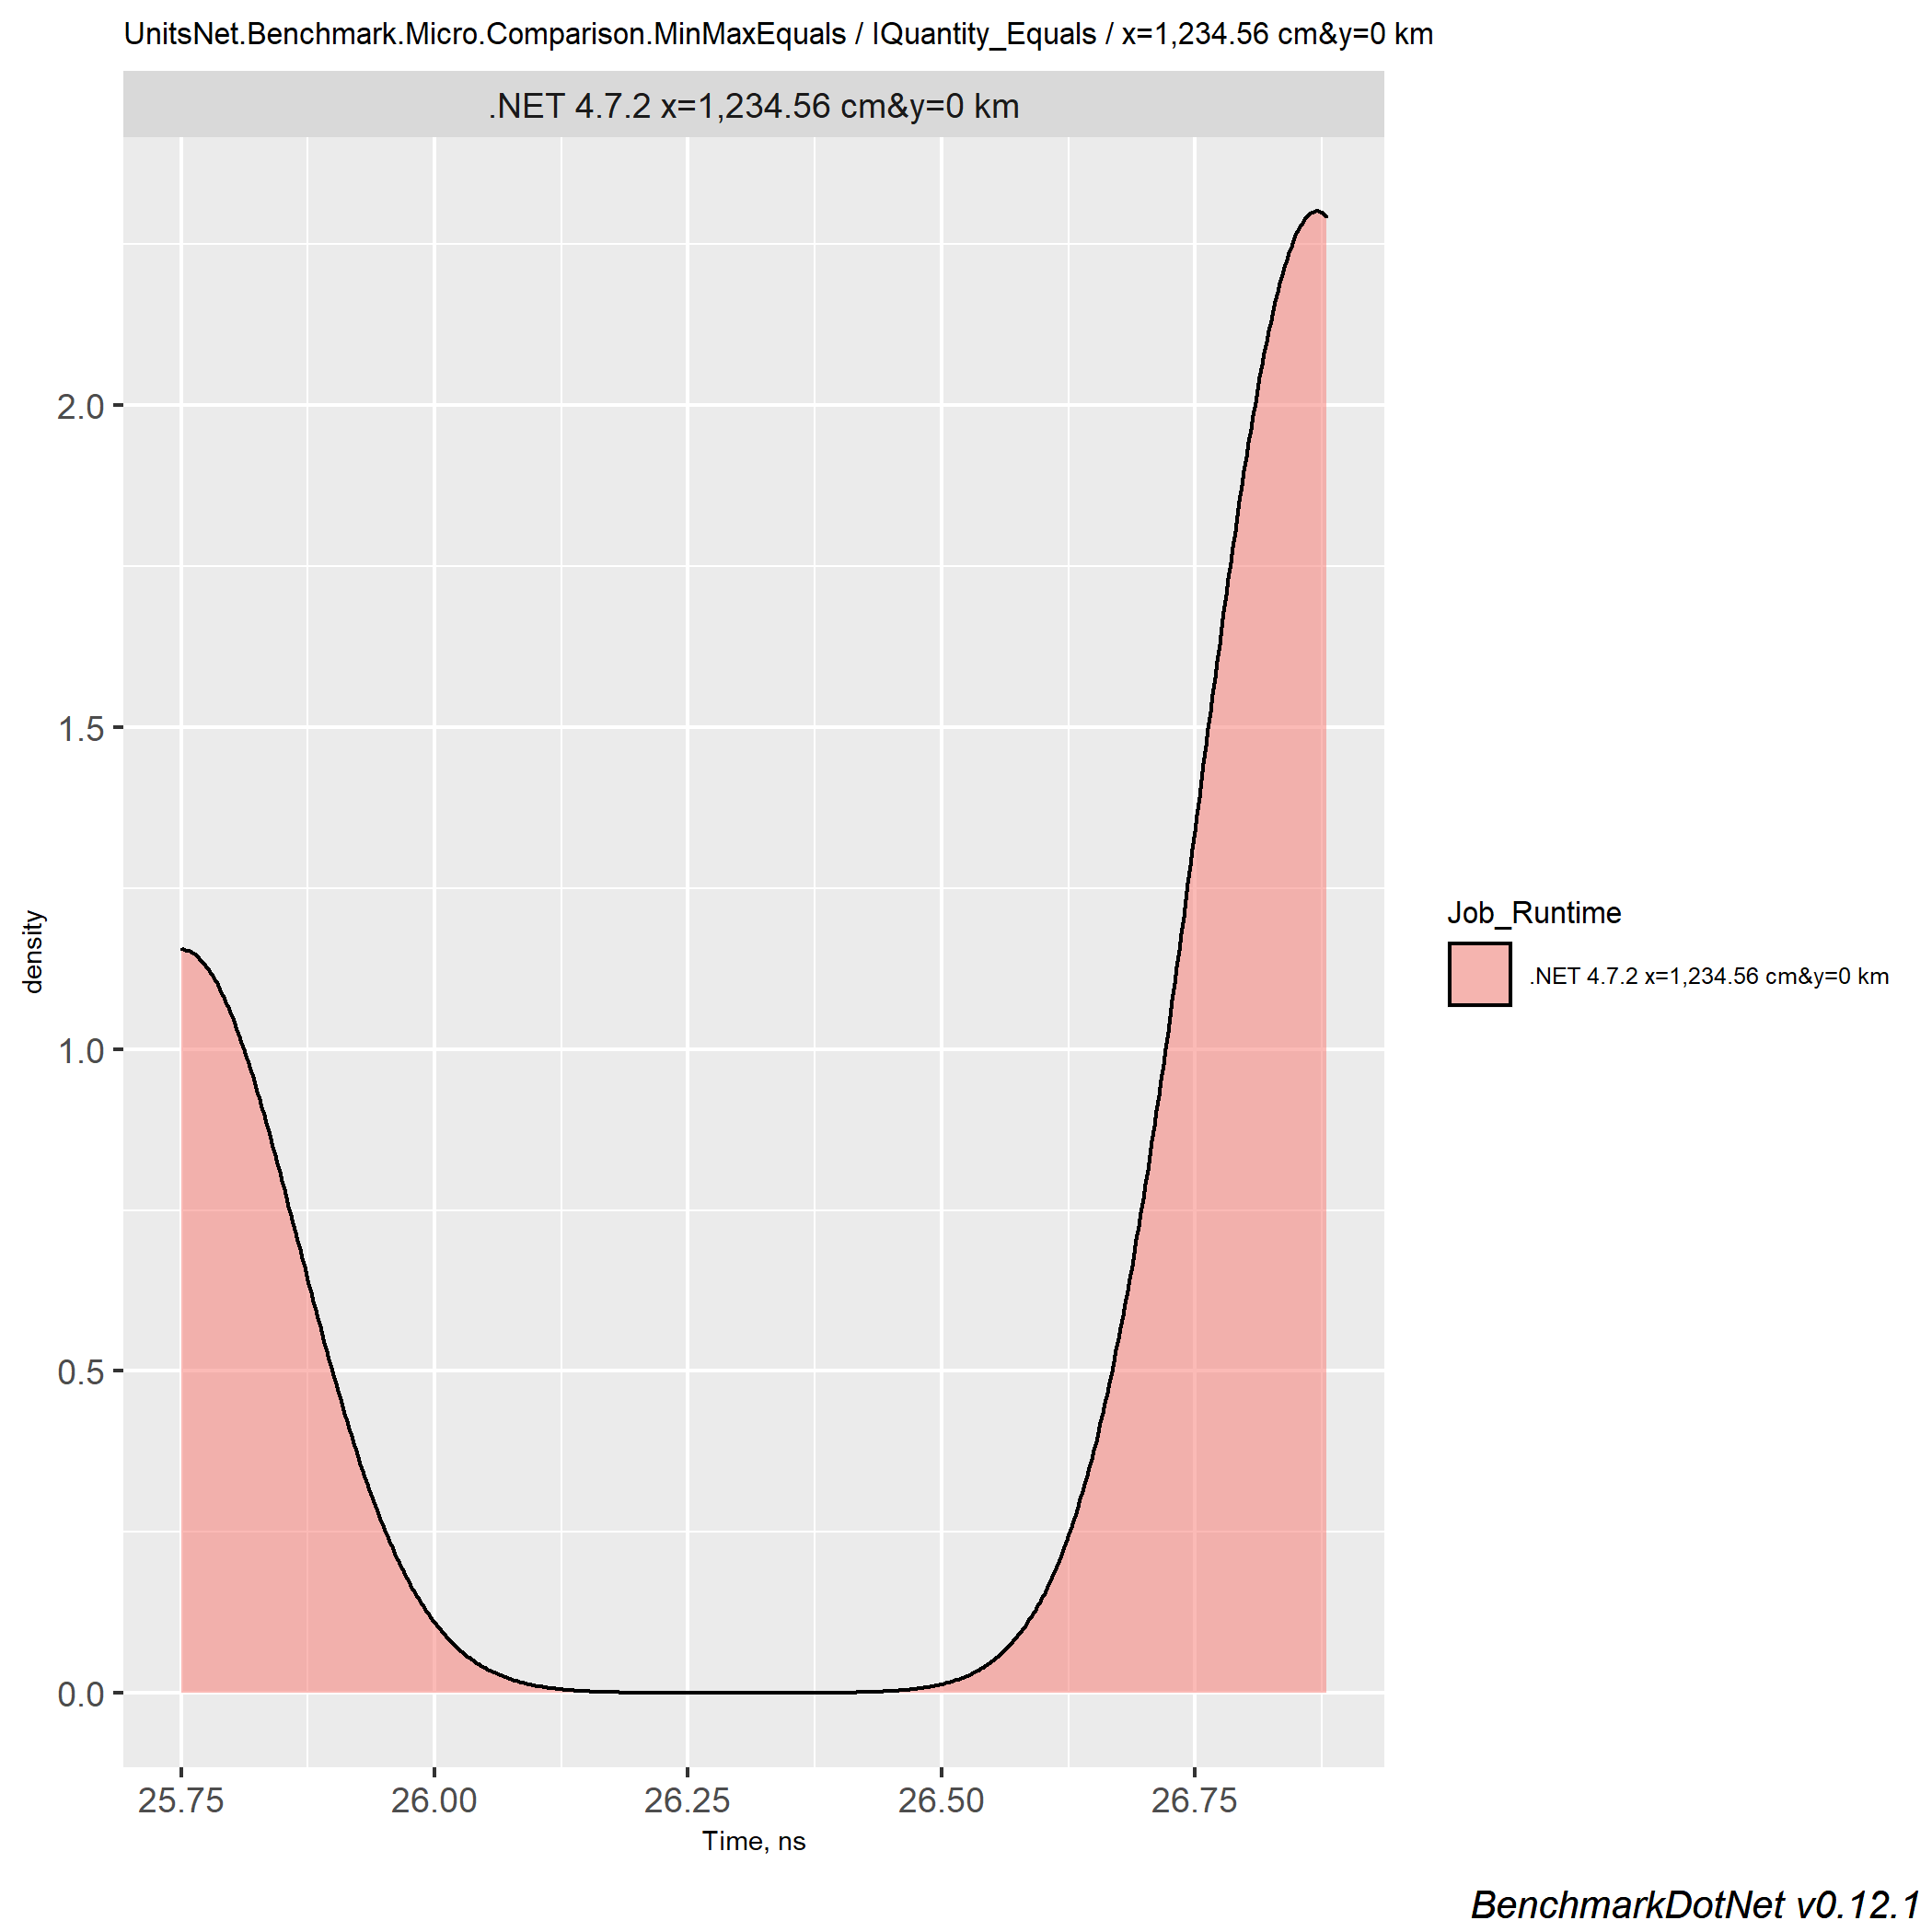 UnitsNet.Benchmark.Micro.Comparison.MinMaxEquals / IQuantity_Equals / x=1,234.56 cm&y=0 km
.NET 4.7.2 x=1,234.56 cm&y=0 km
2.0
1.5
1.0
0.5
0.0
density
25.75 26.00 26.25 26.50 26.75
Time, ns
Job_Runtime
.NET 4.7.2 x=1,234.56 cm&y=0 km
BenchmarkDotNet v0.12.1